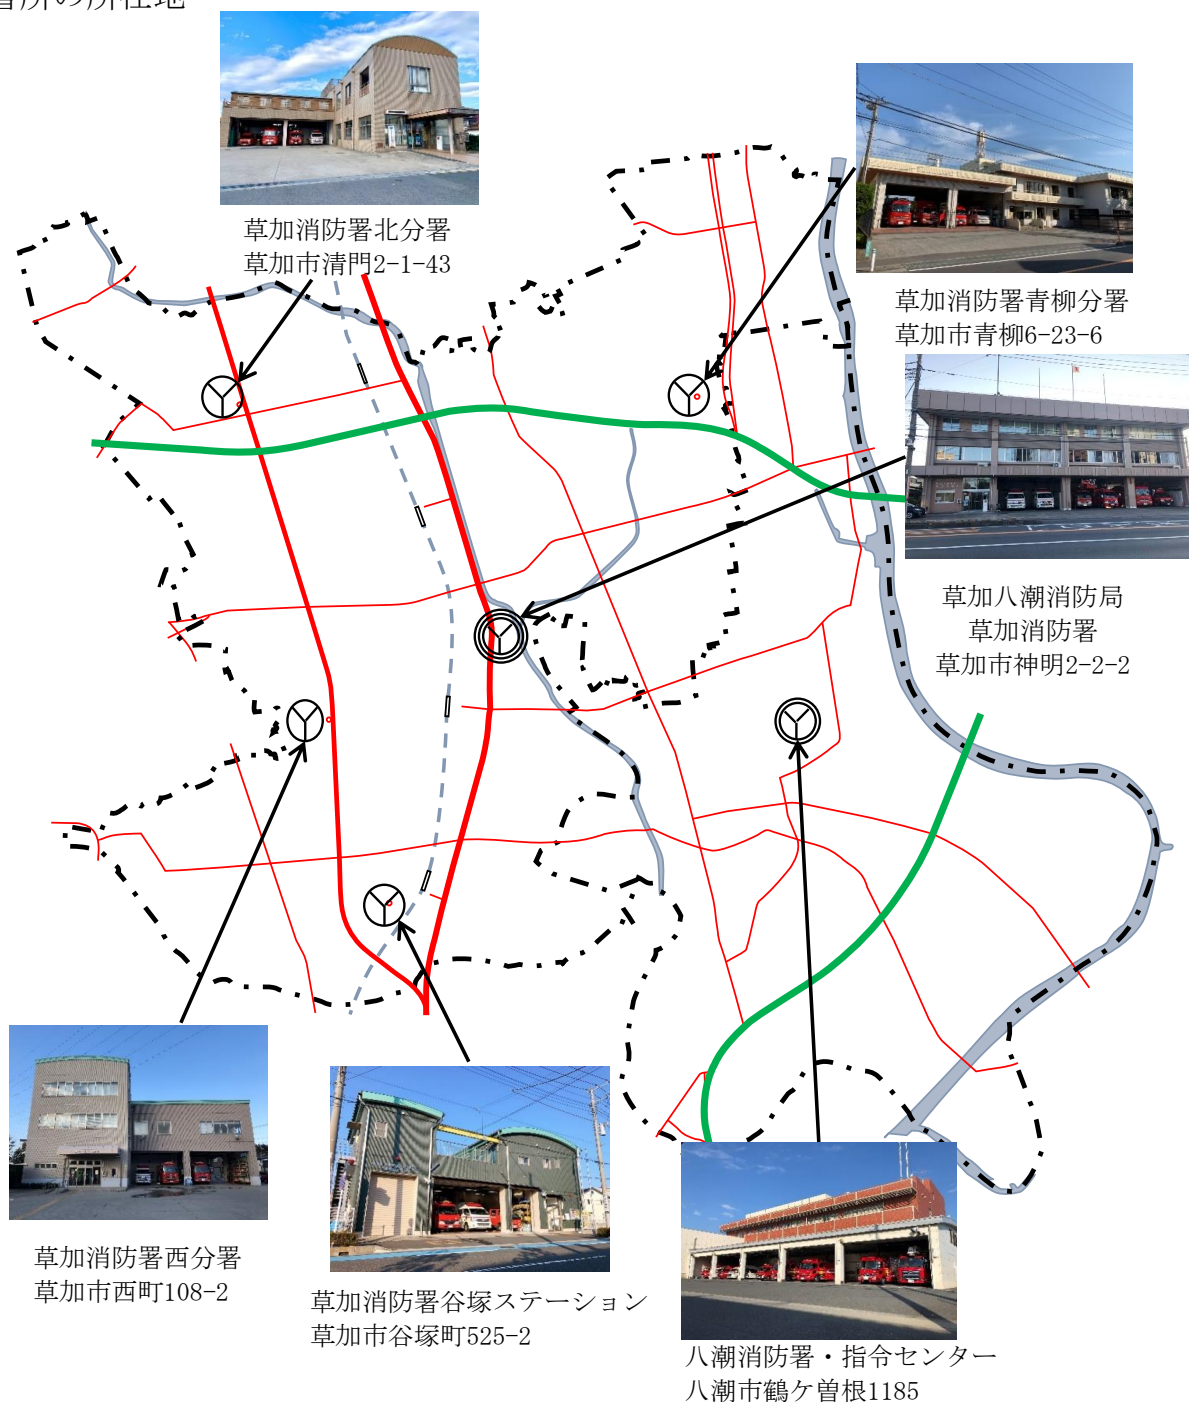 署所の所在地
草加消防署北分署
草加市清門2-1-43
草加消防署青柳分署
草加市青柳6-23-6
草加八潮消防局
草加消防署
草加市神明2-2-2
草加消防署西分署
草加市西町108-2
草加消防署谷塚ステーション
草加市谷塚町525-2
八潮消防署・指令センター
八潮市鶴ケ曽根1185